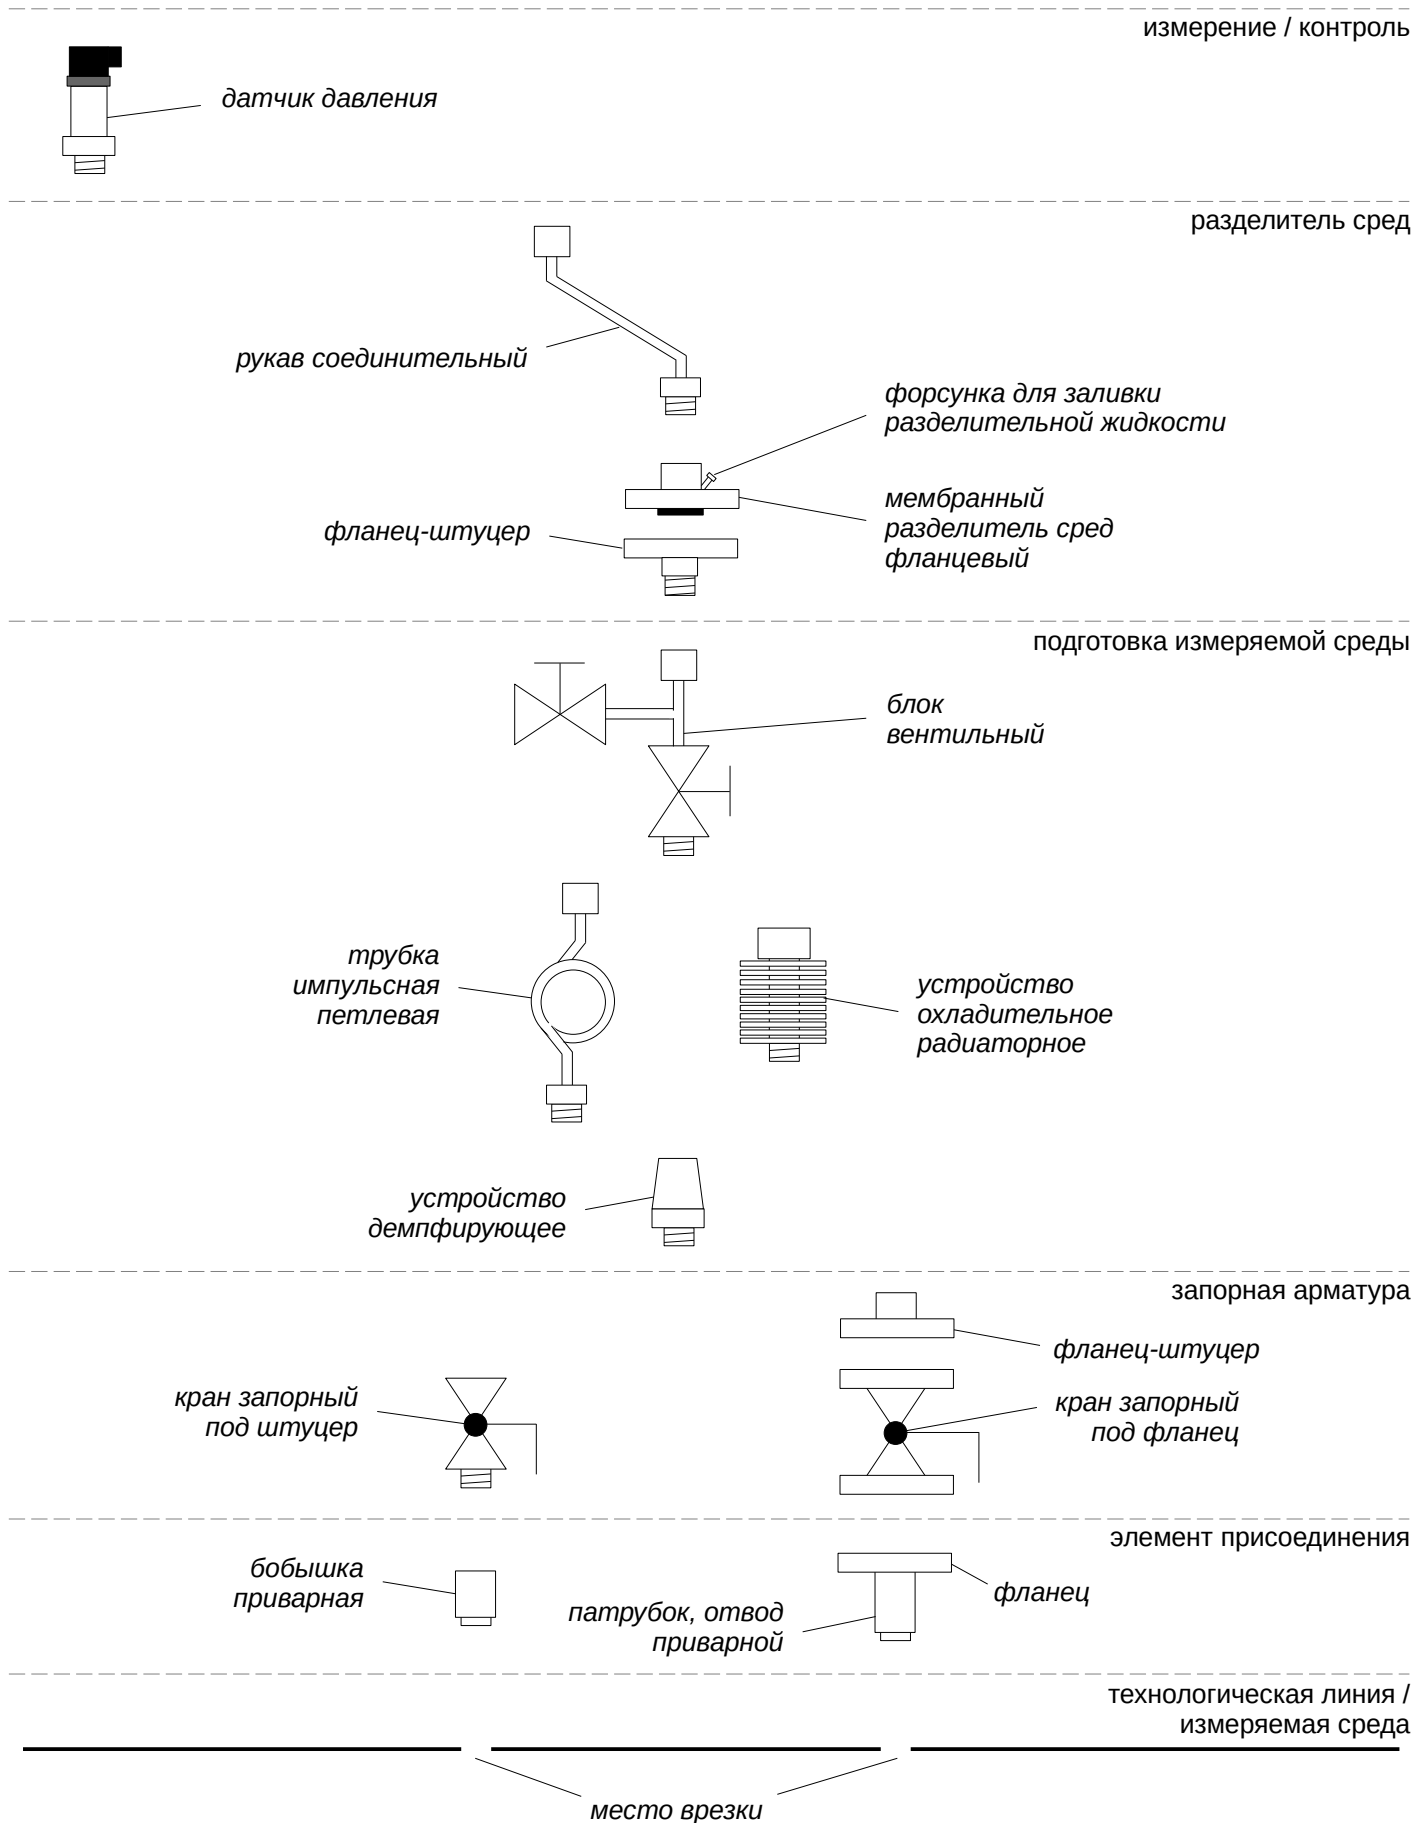 измерение / контроль
датчик давления
разделитель сред
рукав соединительный
форсунка для заливки
разделительной жидкости
мембранный
разделитель сред
фланцевый
фланец-штуцер
подготовка измеряемой среды
блок
вентильный
трубка
импульсная
петлевая
устройство
охладительное
радиаторное
устройство
демпфирующее
запорная арматура
фланец-штуцер
кран запорный
под штуцер
кран запорный
под фланец
элемент присоединения
бобышка
приварная
фланец
патрубок, отвод
приварной
технологическая линия /
измеряемая среда
место врезки